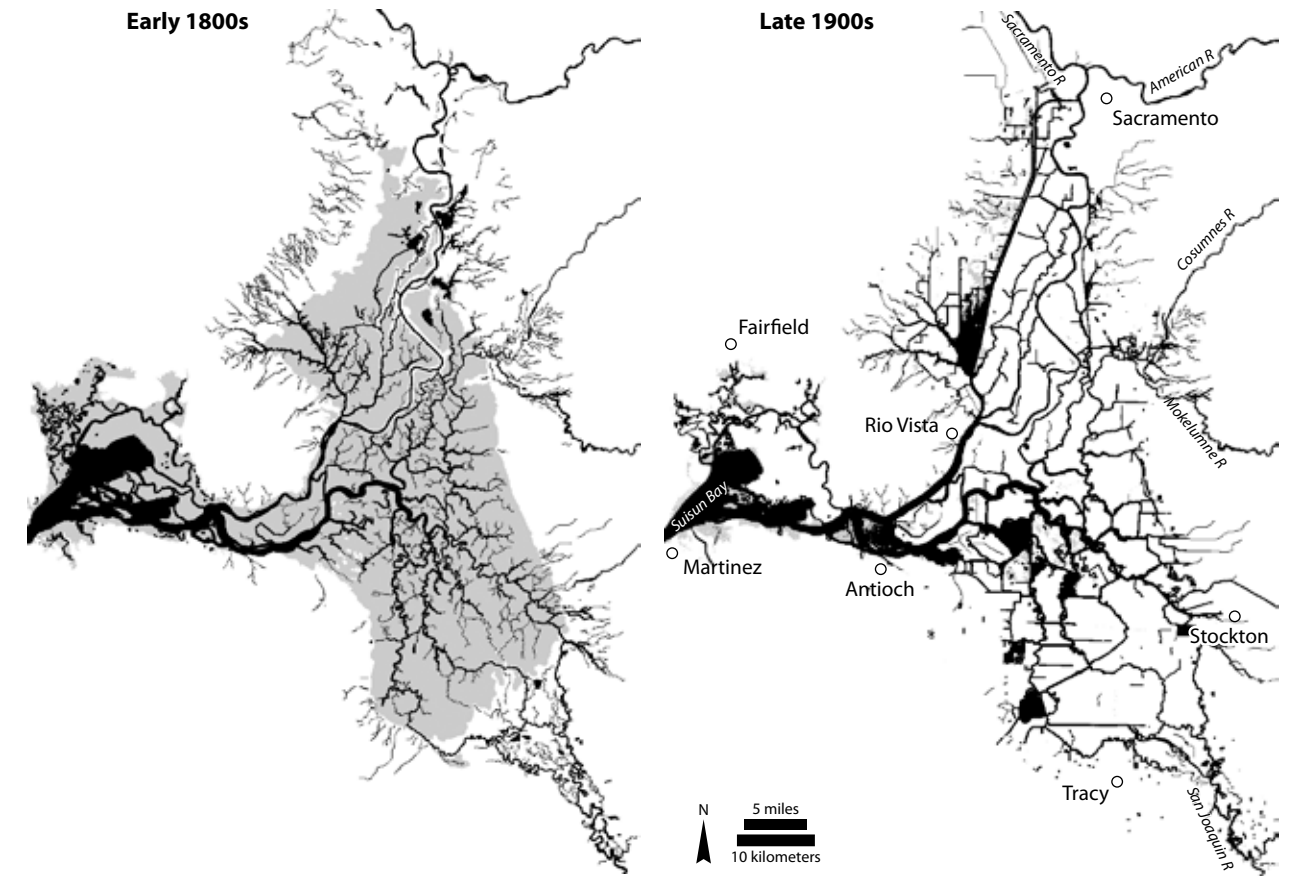 Early 1800s
Late 1900s
Sacramento R
American R
Sacramento
Cosumnes R
Fairfield
Rio Vista
Mokelumne R
Suisun Bay
Martinez
Antioch
Stockton
Tracy
San Joaquin R
N
5 miles
10 kilometers